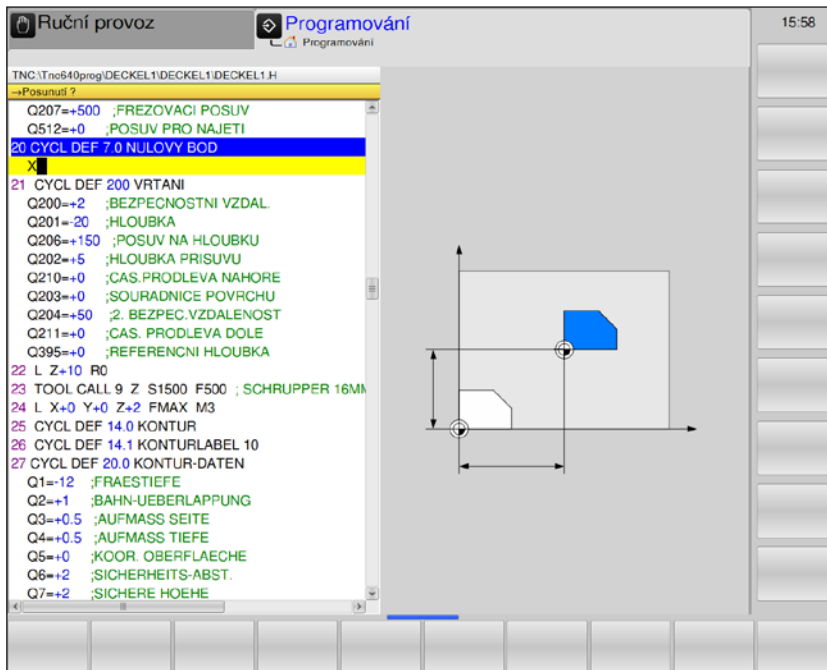 Ruční provoz
Programování
15:58
Programování
TNC:\Tnc640prog\DECKEL1\DECKEL1\DECKEL1.H
→Posunutí ?
Q207=+500 ;FREZOVACI POSUV
Q512=+0 ;POSUV PRO NAJETI
20 CYCL DEF 7.0 NULOVY BOD
X
21 CYCL DEF 200 VRTANI
Q200=+2 ;BEZPECNOSTNI VZDAL.
Q201=-20 ;HLOUBKA
Q206=+150 ;POSUV NA HLOUBKU
Q202=+5 ;HLOUBKA PRISUVU
Q210=+0 ;CAS.PRODLEVA NAHORE
Q203=+0 ;SOURADNICE POVRCHU
Q204=+50 ;2. BEZPEC.VZDALENOST
Q211=+0 ;CAS. PRODLEVA DOLE
Q395=+0 ;REFERENCNI HLOUBKA
22 L Z+10 R0
23 TOOL CALL 9 Z S1500 F500 ; SCHRUPPER 16MM
24 L X+0 Y+0 Z+2 FMAX M3
25 CYCL DEF 14.0 KONTUR
26 CYCL DEF 14.1 KONTURLABEL 10
27 CYCL DEF 20.0 KONTUR-DATEN
Q1=-12 ;FRAESTIEFE
Q2=+1 ;BAHN-UEBERLAPPUNG
Q3=+0.5 ;AUFMASS SEITE
Q4=+0.5 ;AUFMASS TIEFE
Q5=+0 ;KOOR. OBERFLAECHE
Q6=+2 ;SICHERHEITS-ABST.
Q7=+2 ;SICHERE HOEHE